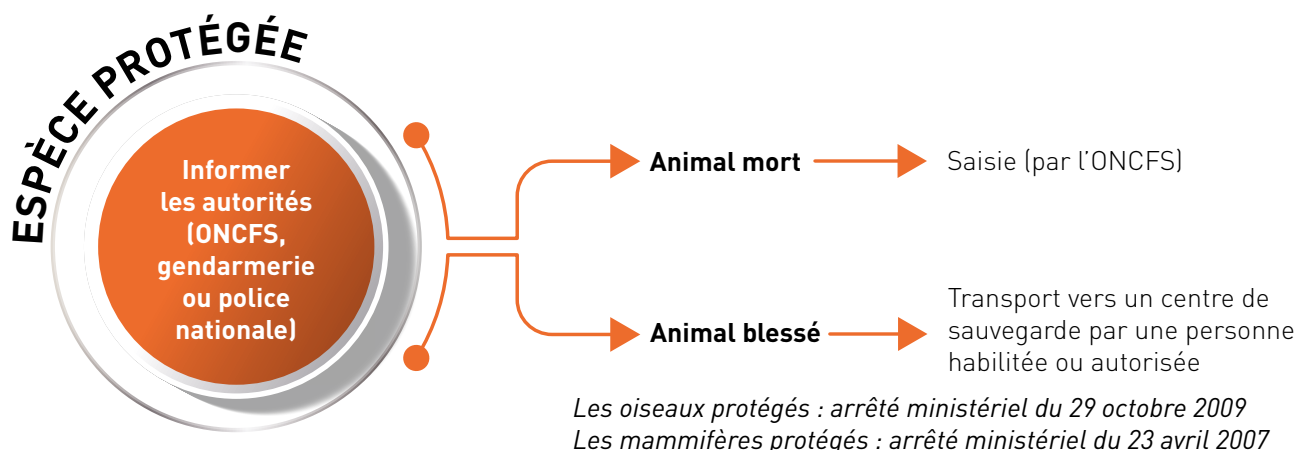 ESPÈCE PROTÉGÉE
Informer
les autorités
(ONCFS,
gendarmerie
ou police
nationale)
Animal mort
Saisie (par l'ONCFS)
Animal blessé
Transport vers un centre de
sauvegarde par une personne
habilitée ou autorisée
Les oiseaux protégés : arrêté ministériel du 29 octobre 2009
Les mammifères protégés : arrêté ministériel du 23 avril 2007